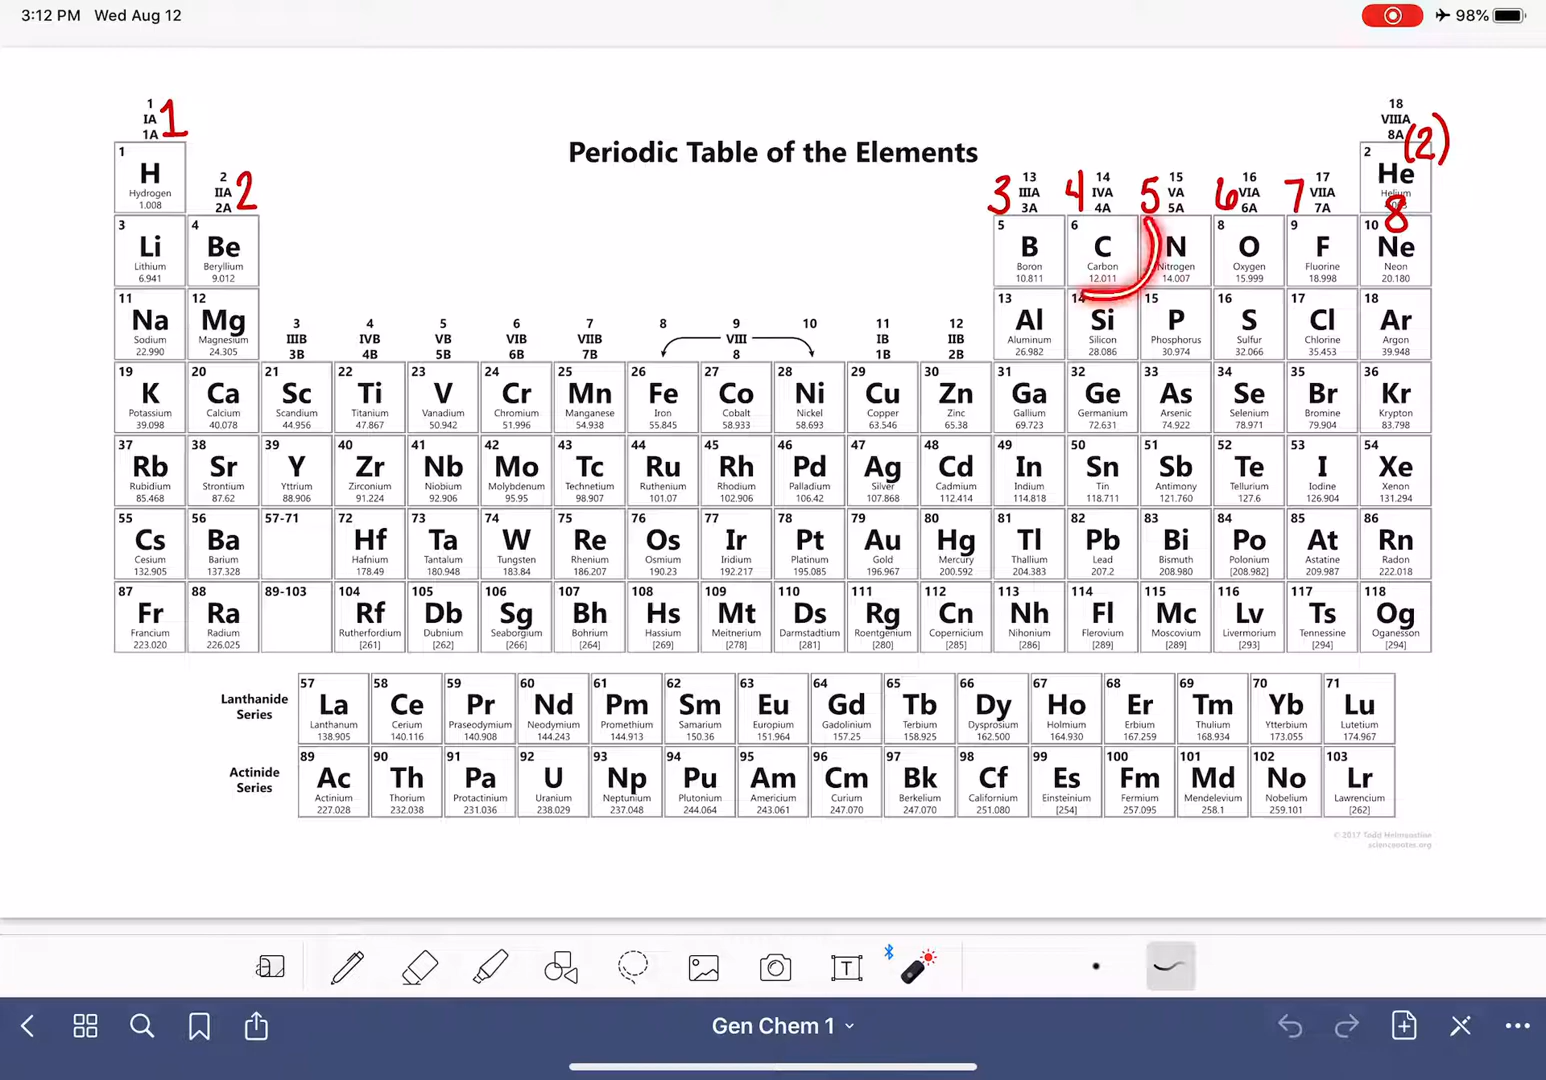 3:12 PM Wed Aug 12
98%
1
IA
1A
1
18
VIIIA
8A
(2)
Periodic Table of the Elements
2
IIA
2A
2
3
13
IIIA
3A
4
14
IVA
4A
5
15
VA
5A
6
16
VIA
6A
7
17
VIIA
7A
8
1 H Hydrogen 1.008
2 He Helium
3 Li Lithium 6.941
4 Be Beryllium 9.012
5 B Boron 10.811
6 C Carbon 12.011
7 N Nitrogen 14.007
8 O Oxygen 15.999
9 F Fluorine 18.998
10 Ne Neon 20.180
11 Na Sodium 22.990
12 Mg Magnesium 24.305
3 IIIB 3B
4 IVB 4B
5 VB 5B
6 VIB 6B
7 VIIB 7B
8
9 VIII 8
10
11 IB 1B
12 IIB 2B
13 Al Aluminum 26.982
14 Si Silicon 28.086
15 P Phosphorus 30.974
16 S Sulfur 32.066
17 Cl Chlorine 35.453
18 Ar Argon 39.948
19 K Potassium 39.098
20 Ca Calcium 40.078
21 Sc Scandium 44.956
22 Ti Titanium 47.867
23 V Vanadium 50.942
24 Cr Chromium 51.996
25 Mn Manganese 54.938
26 Fe Iron 55.845
27 Co Cobalt 58.933
28 Ni Nickel 58.693
29 Cu Copper 63.546
30 Zn Zinc 65.38
31 Ga Gallium 69.723
32 Ge Germanium 72.631
33 As Arsenic 74.922
34 Se Selenium 78.971
35 Br Bromine 79.904
36 Kr Krypton 83.798
37 Rb Rubidium 85.468
38 Sr Strontium 87.62
39 Y Yttrium 88.906
40 Zr Zirconium 91.224
41 Nb Niobium 92.906
42 Mo Molybdenum 95.95
43 Tc Technetium 98.907
44 Ru Ruthenium 101.07
45 Rh Rhodium 102.906
46 Pd Palladium 106.42
47 Ag Silver 107.868
48 Cd Cadmium 112.414
49 In Indium 114.818
50 Sn Tin 118.711
51 Sb Antimony 121.760
52 Te Tellurium 127.6
53 I Iodine 126.904
54 Xe Xenon 131.294
55 Cs Cesium 132.905
56 Ba Barium 137.328
57-71
72 Hf Hafnium 178.49
73 Ta Tantalum 180.948
74 W Tungsten 183.84
75 Re Rhenium 186.207
76 Os Osmium 190.23
77 Ir Iridium 192.217
78 Pt Platinum 195.085
79 Au Gold 196.967
80 Hg Mercury 200.592
81 Tl Thallium 204.383
82 Pb Lead 207.2
83 Bi Bismuth 208.980
84 Po Polonium [208.982]
85 At Astatine 209.987
86 Rn Radon 222.018
87 Fr Francium 223.020
88 Ra Radium 226.025
89-103
104 Rf Rutherfordium [261]
105 Db Dubnium [262]
106 Sg Seaborgium [266]
107 Bh Bohrium [264]
108 Hs Hassium [269]
109 Mt Meitnerium [278]
110 Ds Darmstadtium [281]
111 Rg Roentgenium [280]
112 Cn Copernicium [285]
113 Nh Nihonium [286]
114 Fl Flerovium [289]
115 Mc Moscovium [289]
116 Lv Livermorium [293]
117 Ts Tennessine [294]
118 Og Oganesson [294]
Lanthanide
Series
57 La Lanthanum 138.905
58 Ce Cerium 140.116
59 Pr Praseodymium 140.908
60 Nd Neodymium 144.243
61 Pm Promethium 144.913
62 Sm Samarium 150.36
63 Eu Europium 151.964
64 Gd Gadolinium 157.25
65 Tb Terbium 158.925
66 Dy Dysprosium 162.500
67 Ho Holmium 164.930
68 Er Erbium 167.259
69 Tm Thulium 168.934
70 Yb Ytterbium 173.055
71 Lu Lutetium 174.967
Actinide
Series
89 Ac Actinium 227.028
90 Th Thorium 232.038
91 Pa Protactinium 231.036
92 U Uranium 238.029
93 Np Neptunium 237.048
94 Pu Plutonium 244.064
95 Am Americium 243.061
96 Cm Curium 247.070
97 Bk Berkelium 247.070
98 Cf Californium 251.080
99 Es Einsteinium [254]
100 Fm Fermium 257.095
101 Md Mendelevium 258.1
102 No Nobelium 259.101
103 Lr Lawrencium [262]
© 2017 Todd Helmenstine
sciencenotes.org
T
Gen Chem 1